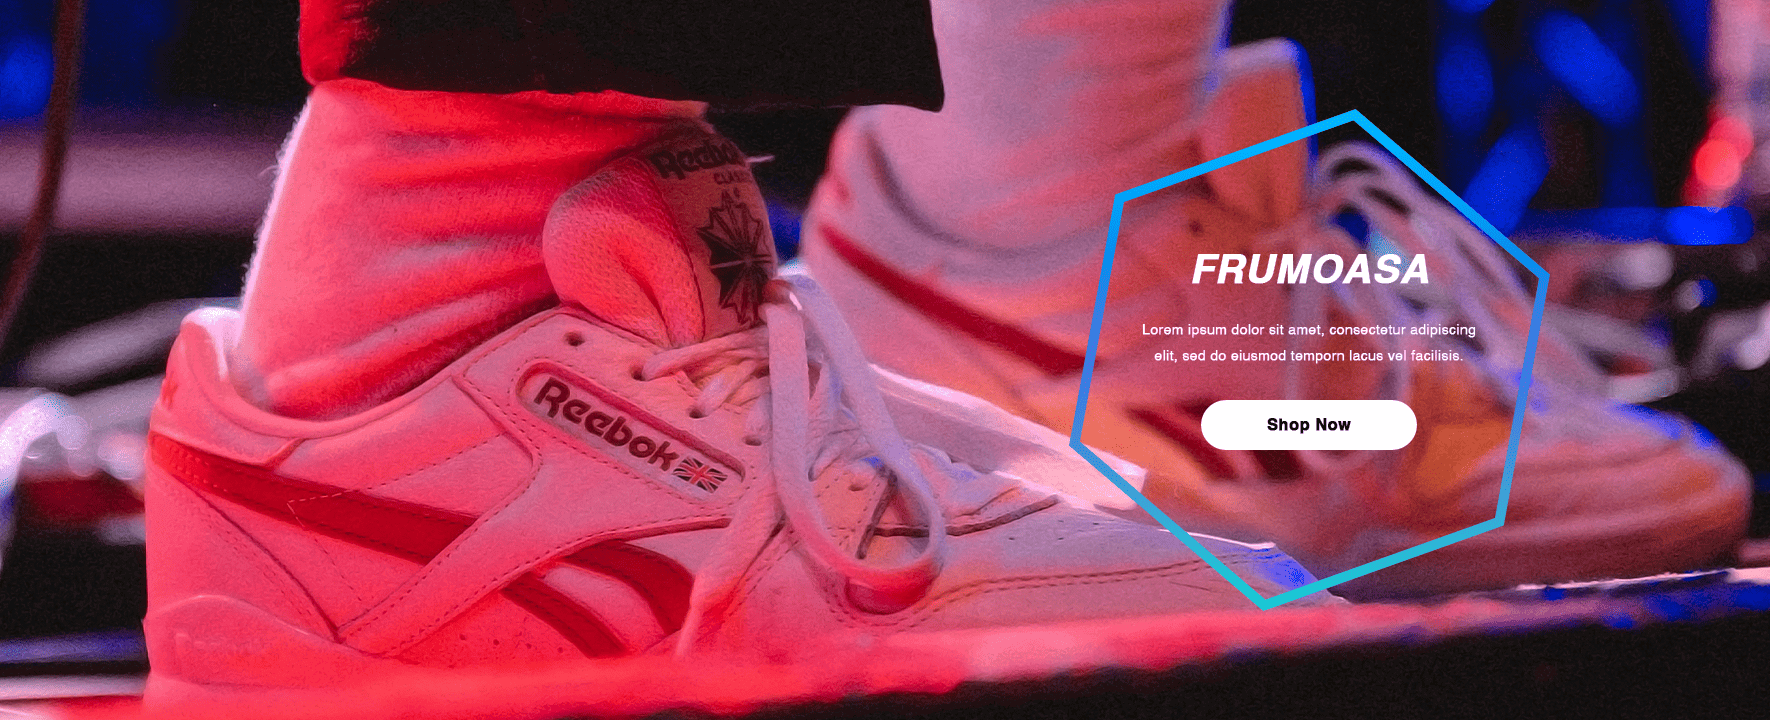 Reebok
CLASSIC
Reebok
FRUMOASA
Lorem ipsum dolor sit amet, consectetur adipiscing
elit, sed do eiusmod temporn lacus vel facilisis.
Shop Now